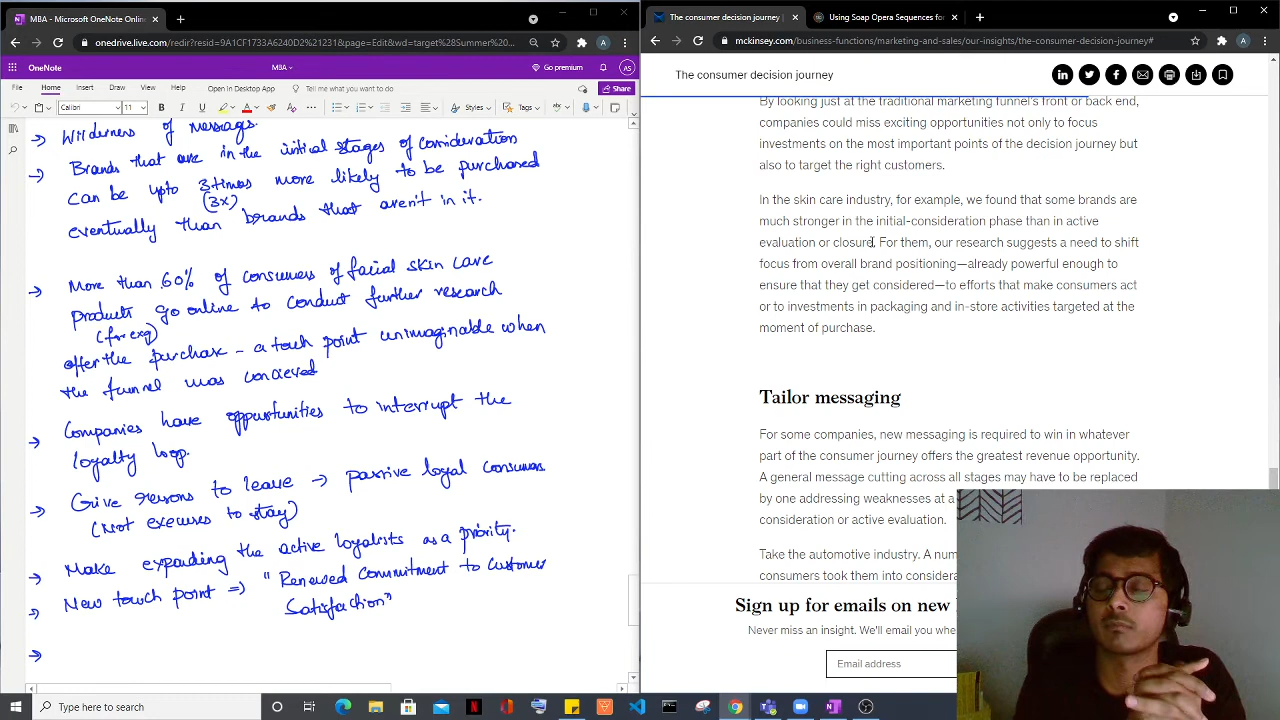 MBA - Microsoft OneNote Onlin
onedrive.live.com/redir?resid=9A1CF1733A6240D2%21231&page=Edit&wd=target%28Summer%20...
OneNote
MBA
Go premium
AS
File Home Insert Draw View Help Open in Desktop App Tell me what you want to do Share
Calibri 11 B I U A Styles Tags abc
→ Wilderness of messages.
→ Brands that are in the initial stages of consideration
can be upto 3 times more likely to be purchased
(3x)
eventually than brands that aren't in it.
→ More than 60% of consumers of facial skin care
products go online to conduct further research
(for exg)
after the purchase - a touch point unimaginable when
the funnel was concieved
→ Companies have oppurtunities to interrupt the
loyalty loop.
→ Give reasons to leave → passive loyal consumers
(Not execuses to stay)
→ Make expanding the active loyalists as a priority.
→ New touch point ⇒ "Renewed commitment to customer
Satisfaction"
→
The consumer decision journey |
Using Soap Opera Sequences for
mckinsey.com/business-functions/marketing-and-sales/our-insights/the-consumer-decision-journey#
The consumer decision journey
By looking just at the traditional marketing funnel's front or back end,
companies could miss exciting opportunities not only to focus
investments on the most important points of the decision journey but
also to target the right customers.
In the skin care industry, for example, we found that some brands are
much stronger in the initial-consideration phase than in active
evaluation or closure. For them, our research suggests a need to shift
focus from overall brand positioning—already powerful enough to
ensure that they get considered—to efforts that make consumers act
or to investments in packaging and in-store activities targeted at the
moment of purchase.
Tailor messaging
For some companies, new messaging is required to win in whatever
part of the consumer journey offers the greatest revenue opportunity.
A general message cutting across all stages may have to be replaced
by one addressing weaknesses at a
consideration or active evaluation.
Take the automotive industry. A num
consumers took them into consider
Sign up for emails on new
Never miss an insight. We'll email you whe
Email address
Type here to search